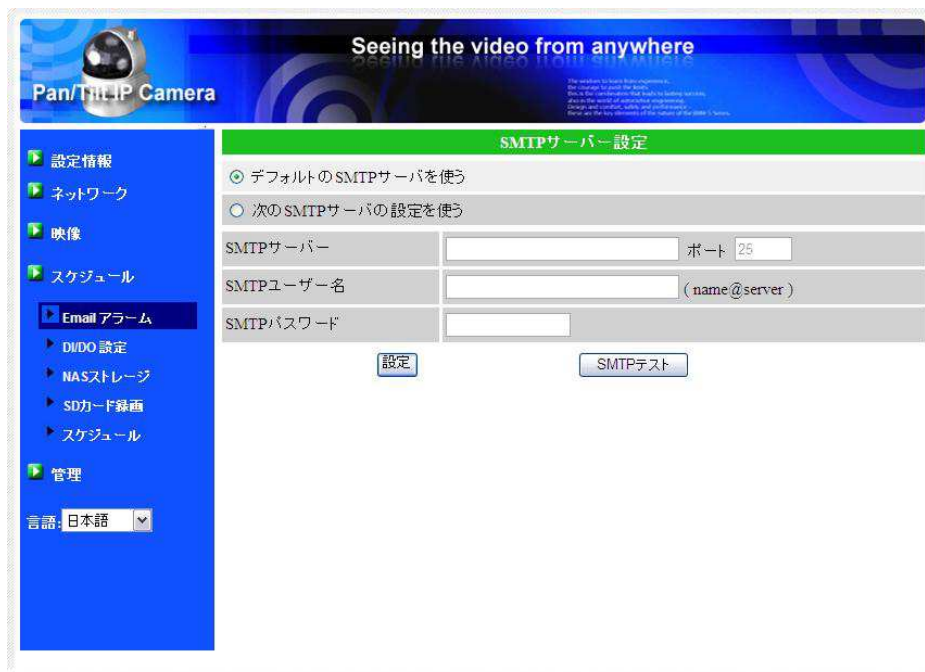 Seeing the video from anywhere
Pan/Tilt IP Camera
設定情報
ネットワーク
映像
スケジュール
Email アラーム
DI/DO 設定
NASストレージ
SDカード録画
スケジュール
管理
言語: 日本語
SMTPサーバー設定
デフォルトのSMTPサーバを使う
次のSMTPサーバの設定を使う
SMTPサーバー ポート 25
SMTPユーザー名 ( name@server )
SMTPパスワード
設定 SMTPテスト